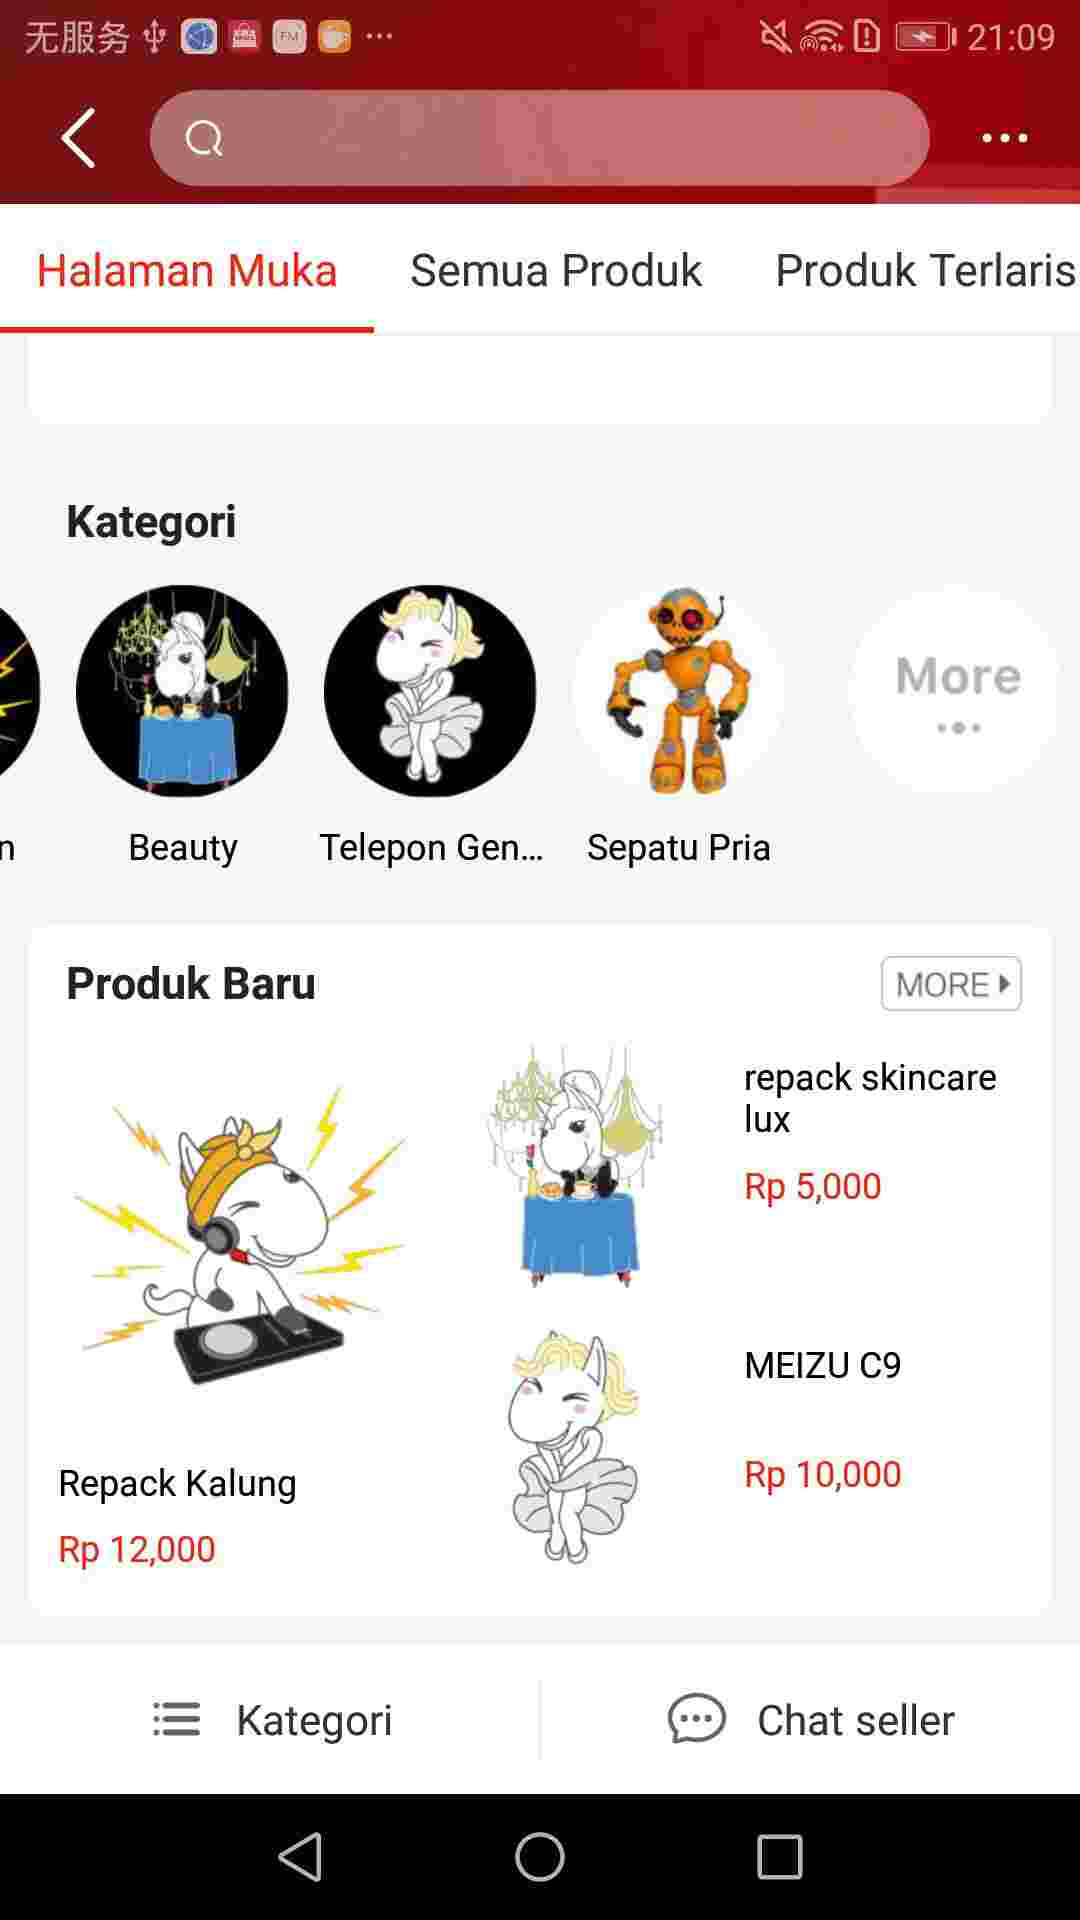 无服务 21:09
FM
Halaman Muka Semua Produk Produk Terlaris
Kategori
More
n Beauty Telepon Gen... Sepatu Pria
Produk Baru MORE
repack skincare
lux
Rp 5,000
MEIZU C9
Rp 10,000
Repack Kalung
Rp 12,000
Kategori Chat seller